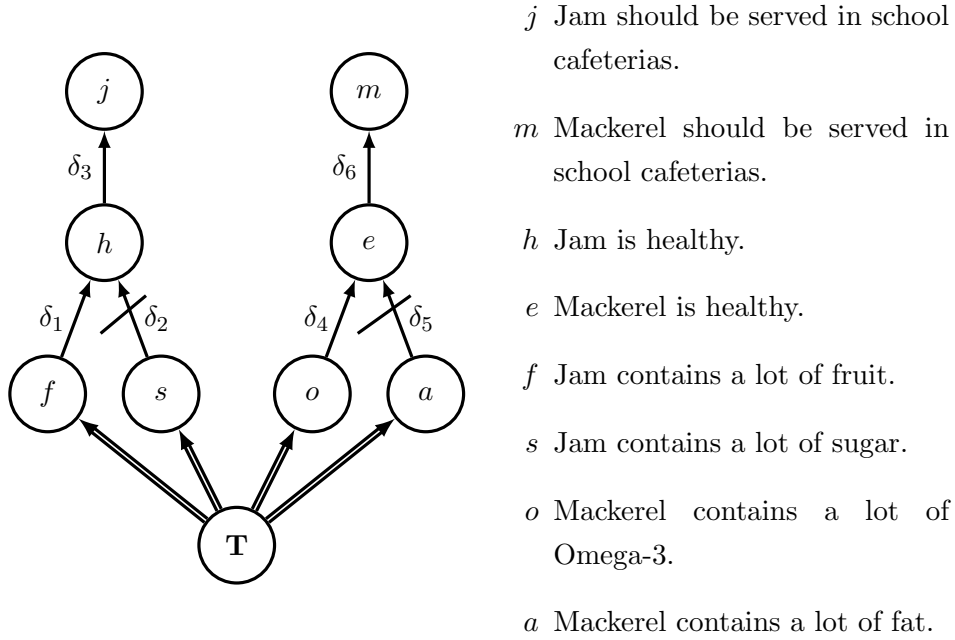 j
m
δ3
δ6
h
e
δ1
δ2
δ4
δ5
f
s
o
a
T
j Jam should be served in school
cafeterias.
m Mackerel should be served in
school cafeterias.
h Jam is healthy.
e Mackerel is healthy.
f Jam contains a lot of fruit.
s Jam contains a lot of sugar.
o Mackerel contains a lot of
Omega-3.
a Mackerel contains a lot of fat.